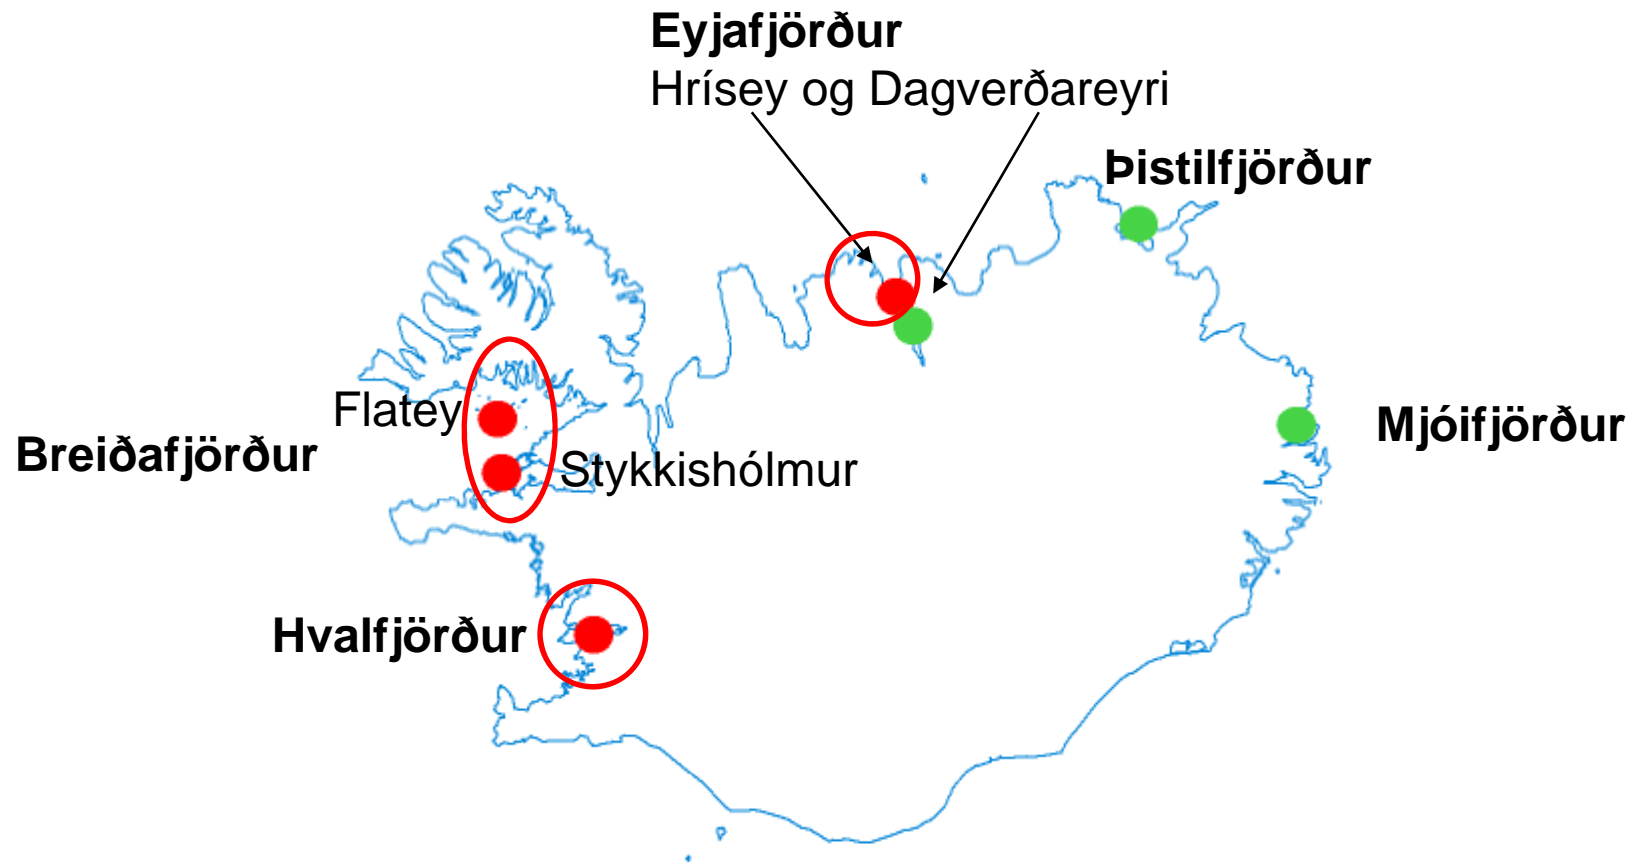 Eyjafjörður
Hrísey og Dagverðareyri
Þistilfjörður
Flatey
Mjóifjörður
Breiðafjörður
Stykkishólmur
Hvalfjörður